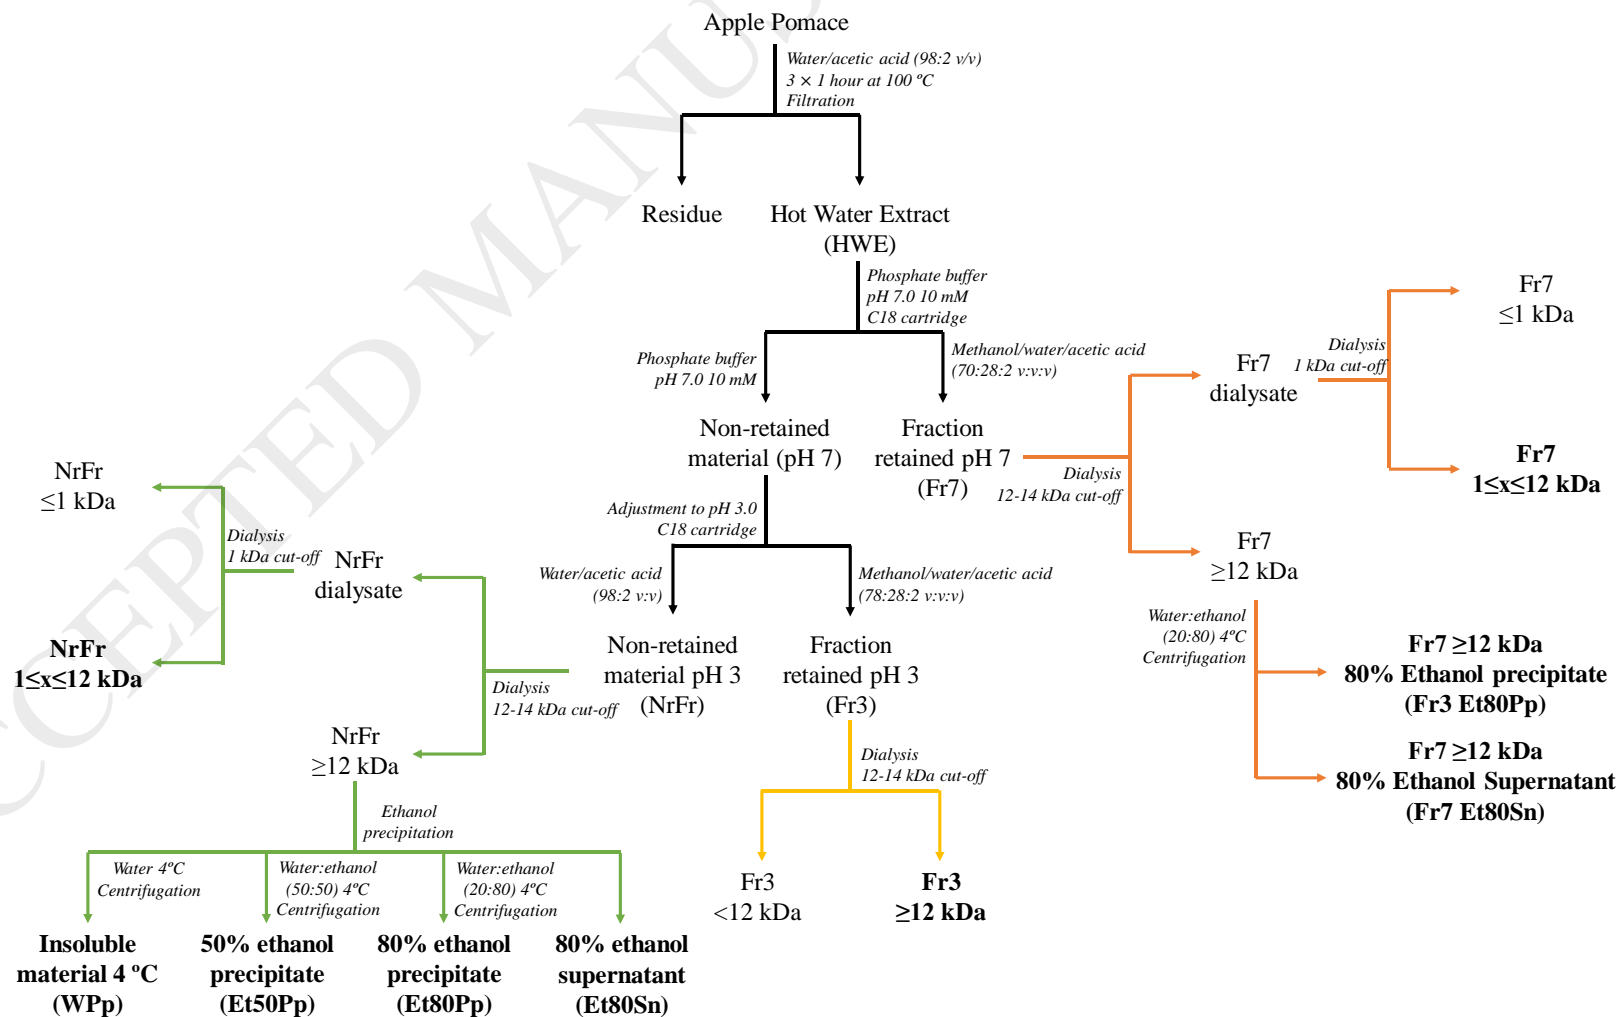 CCEPTED MANUS
Apple Pomace
Water/acetic acid (98:2 v/v)
3 × 1 hour at 100 ºC
Filtration
Residue
Hot Water Extract
(HWE)
Phosphate buffer
pH 7.0 10 mM
C18 cartridge
Phosphate buffer
pH 7.0 10 mM
Methanol/water/acetic acid
(70:28:2 v:v:v)
Non-retained
material (pH 7)
Fraction
retained pH 7
(Fr7)
Dialysis
12-14 kDa cut-off
Fr7
dialysate
Dialysis
1 kDa cut-off
Fr7
≤1 kDa
Fr7
1≤x≤12 kDa
Fr7
≥12 kDa
Water:ethanol
(20:80) 4ºC
Centrifugation
Fr7 ≥12 kDa
80% Ethanol precipitate
(Fr3 Et80Pp)
Fr7 ≥12 kDa
80% Ethanol Supernatant
(Fr7 Et80Sn)
Adjustment to pH 3.0
C18 cartridge
Water/acetic acid
(98:2 v:v)
Methanol/water/acetic acid
(78:28:2 v:v:v)
Non-retained
material pH 3
(NrFr)
Fraction
retained pH 3
(Fr3)
Dialysis
12-14 kDa cut-off
Fr3
<12 kDa
Fr3
≥12 kDa
Dialysis
12-14 kDa cut-off
NrFr
dialysate
Dialysis
1 kDa cut-off
NrFr
≤1 kDa
NrFr
1≤x≤12 kDa
NrFr
≥12 kDa
Ethanol
precipitation
Water 4ºC
Centrifugation
Water:ethanol
(50:50) 4ºC
Centrifugation
Water:ethanol
(20:80) 4ºC
Centrifugation
Insoluble
material 4 ºC
(WPp)
50% ethanol
precipitate
(Et50Pp)
80% ethanol
precipitate
(Et80Pp)
80% ethanol
supernatant
(Et80Sn)